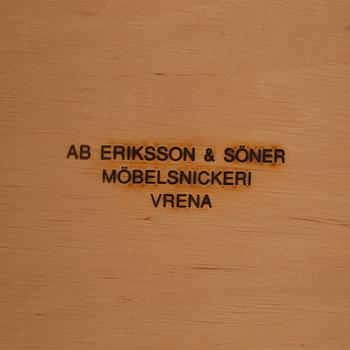 AB ERIKSSON & SÖNER
MÖBELSNICKERI
VRENA